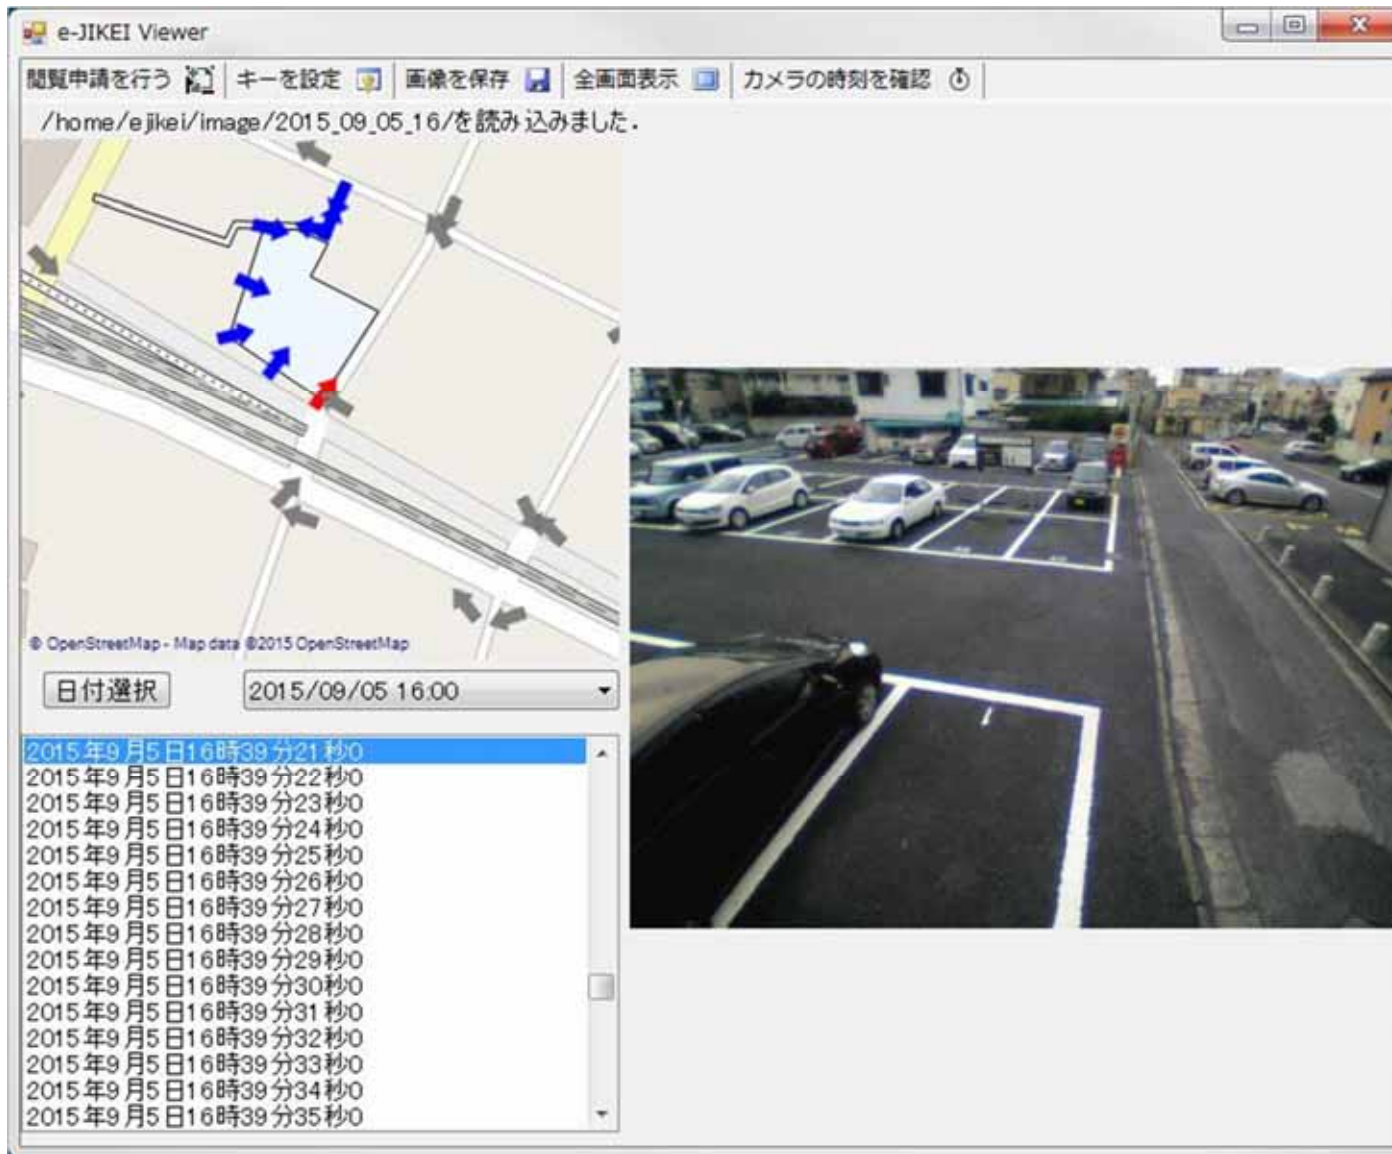 e-JIKEI Viewer
閲覧申請を行う キーを設定 画像を保存 全画面表示 カメラの時刻を確認
/home/ejikei/image/2015_09_05_16/を読み込みました.
© OpenStreetMap - Map data ©2015 OpenStreetMap
日付選択 2015/09/05 16:00
2015年9月5日16時39分21秒0
2015年9月5日16時39分22秒0
2015年9月5日16時39分23秒0
2015年9月5日16時39分24秒0
2015年9月5日16時39分25秒0
2015年9月5日16時39分26秒0
2015年9月5日16時39分27秒0
2015年9月5日16時39分28秒0
2015年9月5日16時39分29秒0
2015年9月5日16時39分30秒0
2015年9月5日16時39分31秒0
2015年9月5日16時39分32秒0
2015年9月5日16時39分33秒0
2015年9月5日16時39分34秒0
2015年9月5日16時39分35秒0